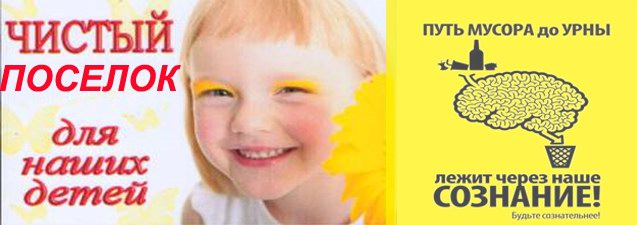 ЧИСТЫЙ
ПОСЕЛОК
для
наших
детей
ПУТЬ МУСОРА до УРНЫ
лежит через наше
СОЗНАНИЕ!
Будьте сознательнее!